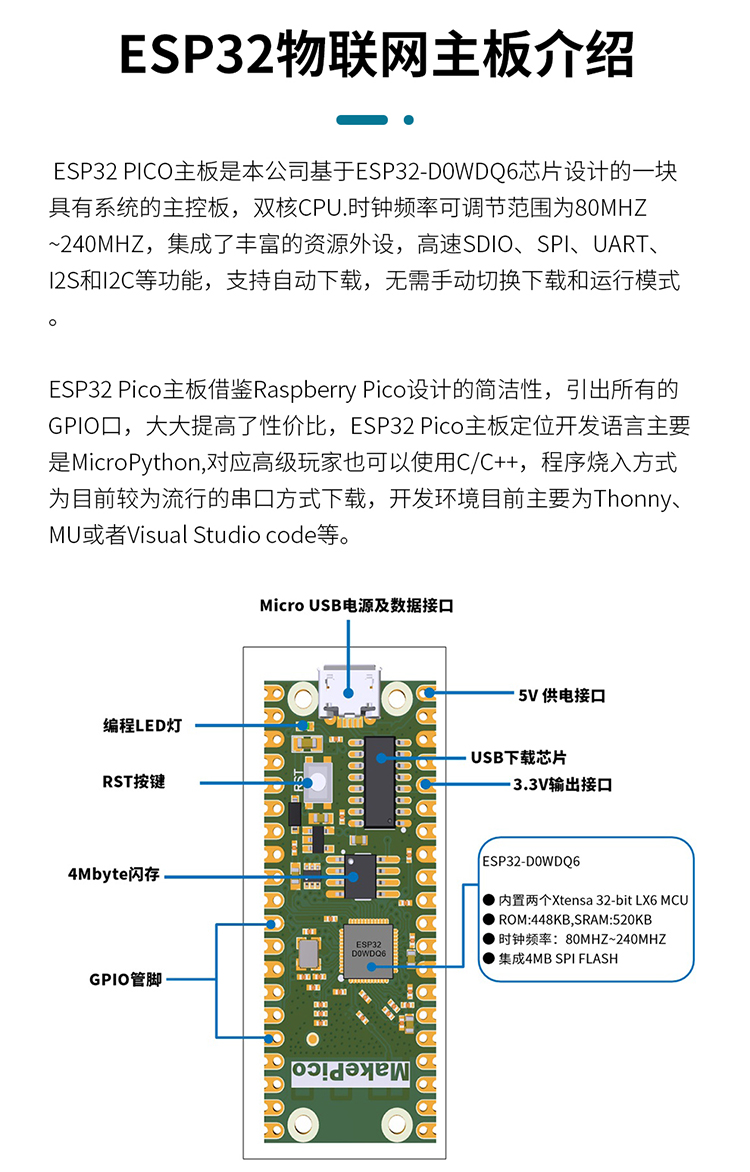 ESP32物联网主板介绍
ESP32 PICO主板是本公司基于ESP32-D0WDQ6芯片设计的一块
具有系统的主控板，双核CPU.时钟频率可调节范围为80MHZ
~240MHZ，集成了丰富的资源外设，高速SDIO、SPI、UART、
I2S和I2C等功能，支持自动下载，无需手动切换下载和运行模式
。
ESP32 Pico主板借鉴Raspberry Pico设计的简洁性，引出所有的
GPIO口，大大提高了性价比，ESP32 Pico主板定位开发语言主要
是MicroPython,对应高级玩家也可以使用C/C++，程序烧入方式
为目前较为流行的串口方式下载，开发环境目前主要为Thonny、
MU或者Visual Studio code等。
Micro USB电源及数据接口
5V 供电接口
编程LED灯
USB下载芯片
RST按键
RST
3.3V输出接口
4Mbyte闪存
ESP32-D0WDQ6
内置两个Xtensa 32-bit LX6 MCU
ROM:448KB,SRAM:520KB
时钟频率：80MHZ~240MHZ
集成4MB SPI FLASH
ESP32
D0WDQ6
GPIO管脚
MakePico